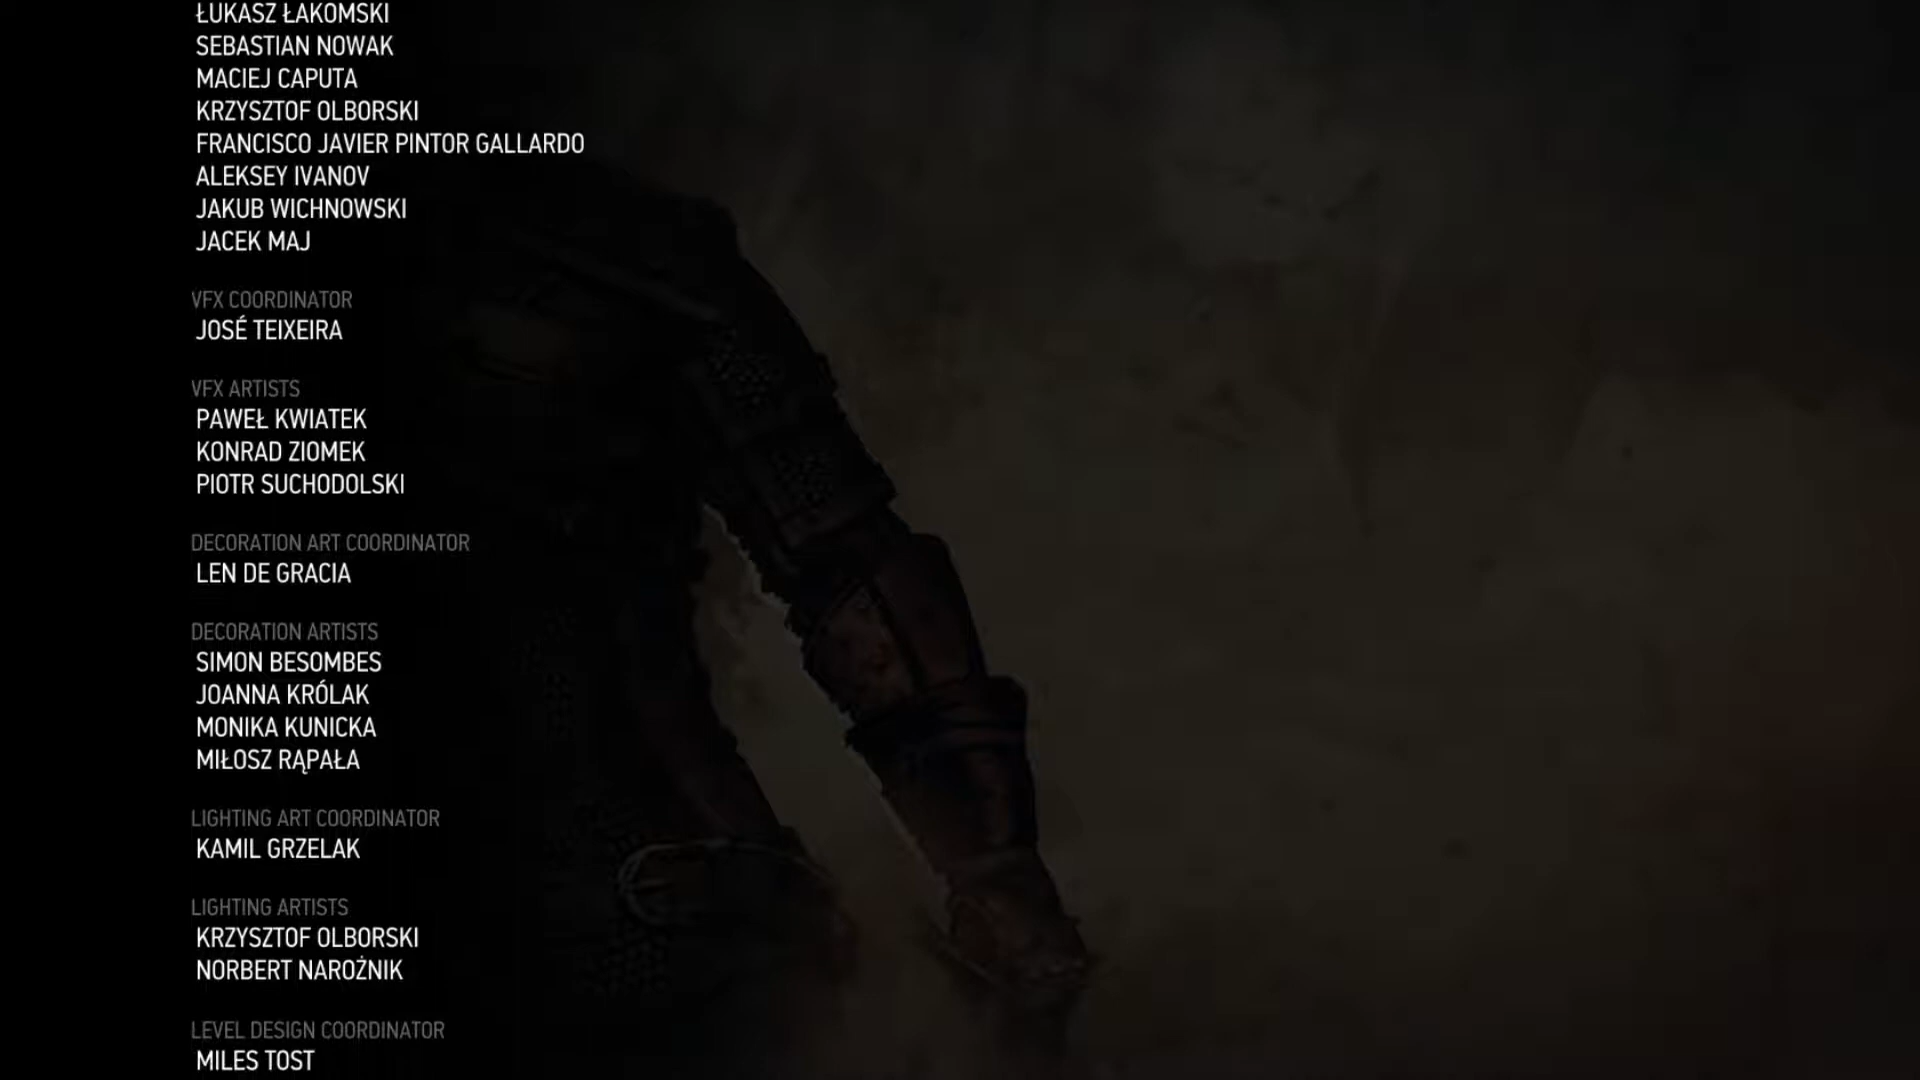 ŁUKASZ ŁAKOMSKI
SEBASTIAN NOWAK
MACIEJ CAPUTA
KRZYSZTOF OLBORSKI
FRANCISCO JAVIER PINTOR GALLARDO
ALEKSEY IVANOV
JAKUB WICHNOWSKI
JACEK MAJ
VFX COORDINATOR
JOSÉ TEIXEIRA
VFX ARTISTS
PAWEŁ KWIATEK
KONRAD ZIOMEK
PIOTR SUCHODOLSKI
DECORATION ART COORDINATOR
LEN DE GRACIA
DECORATION ARTISTS
SIMON BESOMBES
JOANNA KRÓLAK
MONIKA KUNICKA
MIŁOSZ RĄPAŁA
LIGHTING ART COORDINATOR
KAMIL GRZELAK
LIGHTING ARTISTS
KRZYSZTOF OLBORSKI
NORBERT NAROŻNIK
LEVEL DESIGN COORDINATOR
MILES TOST